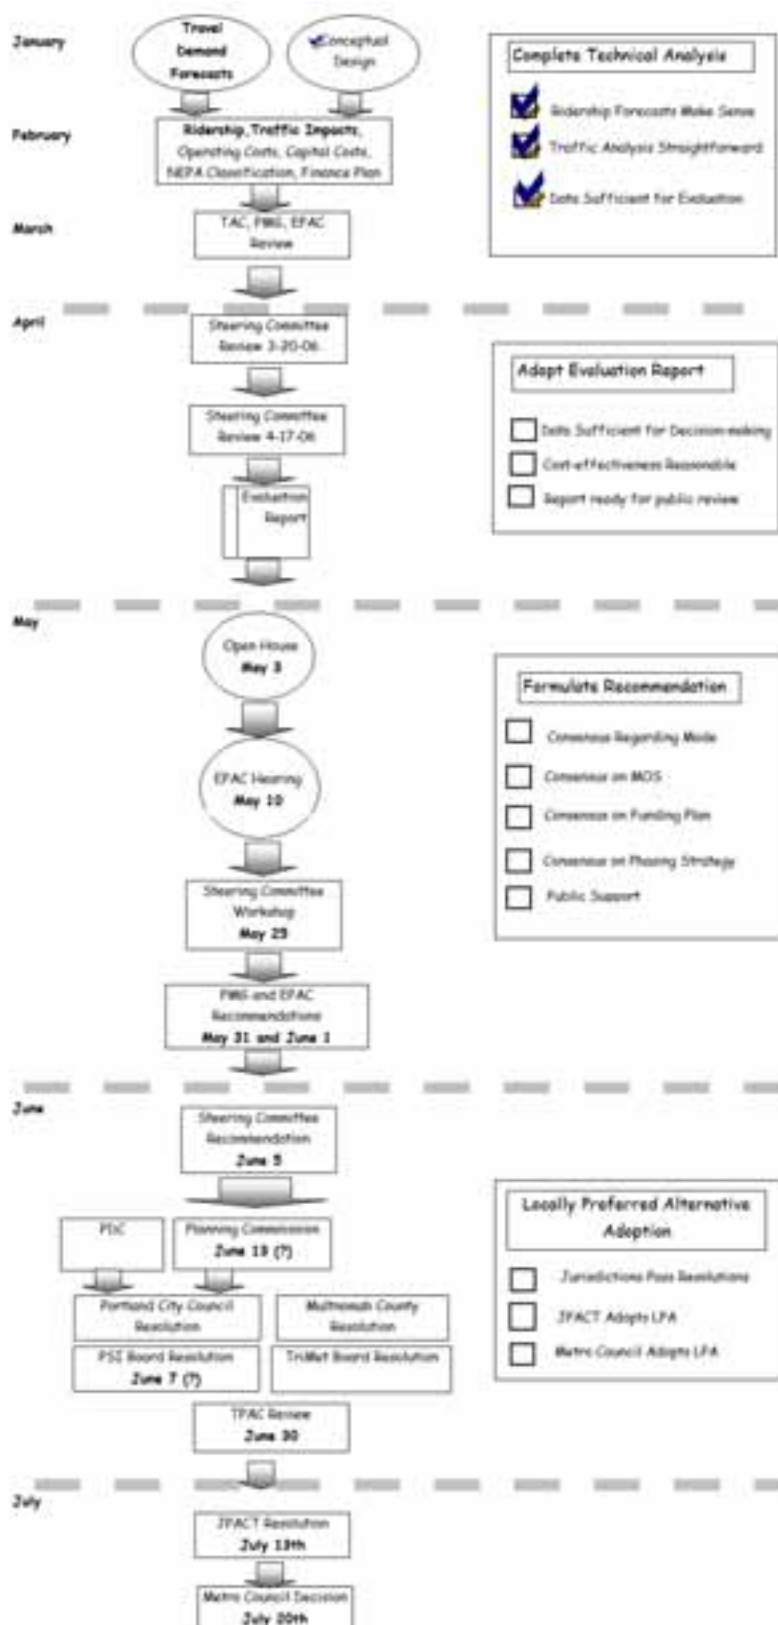 January
Travel
Demand
Forecasts
Conceptual
Design
February
Ridership, Traffic Impacts,
Operating Costs, Capital Costs,
NEPA Classification, Finance Plan
March
TAC, PMG, EPAC
Review
Complete Technical Analysis
Ridership Forecasts Make Sense
Traffic Analysis Straightforward
Data Sufficient for Evaluation
April
Steering Committee
Review 3-20-06
Steering Committee
Review 4-17-06
Evaluation
Report
Adopt Evaluation Report
Data Sufficient for Decision-making
Cost-effectiveness Reasonable
Report ready for public review
May
Open House
May 3
EPAC Hearing
May 10
Steering Committee
Workshop
May 25
PMG and EPAC
Recommendations
May 31 and June 1
Formulate Recommendation
Consensus Regarding Mode
Consensus on MOS
Consensus on Funding Plan
Consensus on Phasing Strategy
Public Support
June
Steering Committee
Recommendation
June 5
PDC
Planning Commission
June 13 (?)
Portland City Council
Resolution
Multnomah County
Resolution
PSI Board Resolution
June 7 (?)
TriMet Board Resolution
TPAC Review
June 30
Locally Preferred Alternative
Adoption
Jurisdictions Pass Resolutions
JPACT Adopts LPA
Metro Council Adopts LPA
July
JPACT Resolution
July 13th
Metro Council Decision
July 20th